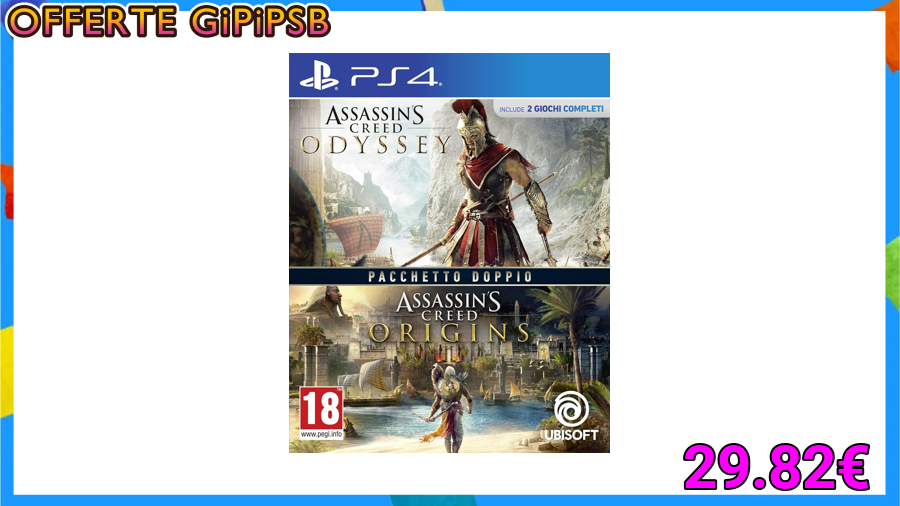 OFFERTE GiPiPSB
PS4
INCLUDE 2 GIOCHI COMPLETI
ASSASSIN'S
CREED
ODYSSEY
PACCHETTO DOPPIO
ASSASSIN'S
CREED
ORIGINS
18
www.pegi.info
UBISOFT
29.82€